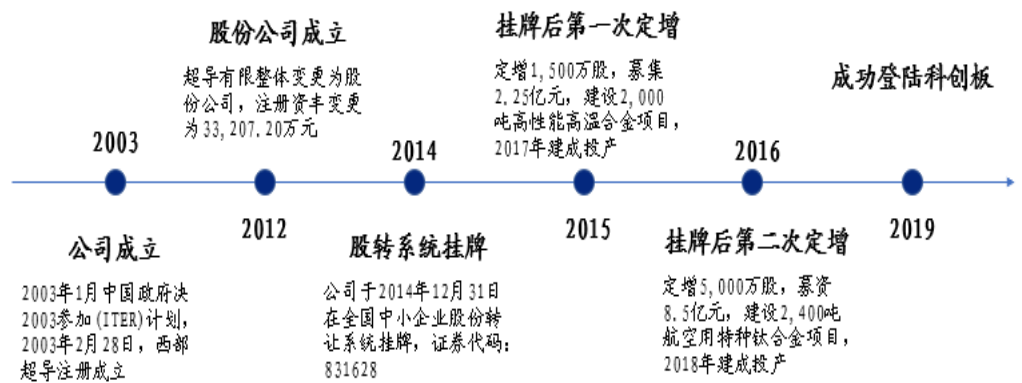 2003
公司成立
2003年1月中国政府决
2003参加(ITER)计划,
2003年2月28日，西部
超导注册成立
股份公司成立
超导有限整体变更为股
份公司，注册资丰变更
为33,207.20万元
2012
2014
股转系统挂牌
公司于2014年12月31日
在全国中小企业股份转
让系统挂牌，证券代码：
831628
挂牌后第一次定增
定增1,500万股，募集
2.25亿元，建设2,000
吨高性能高温合金项目，
2017年建成投产
2015
2016
挂牌后第二次定增
定增5,000万股，募资
8.5亿元，建设2,400吨
航空用特种钛合金项目，
2018年建成投产
成功登陆科创板
2019